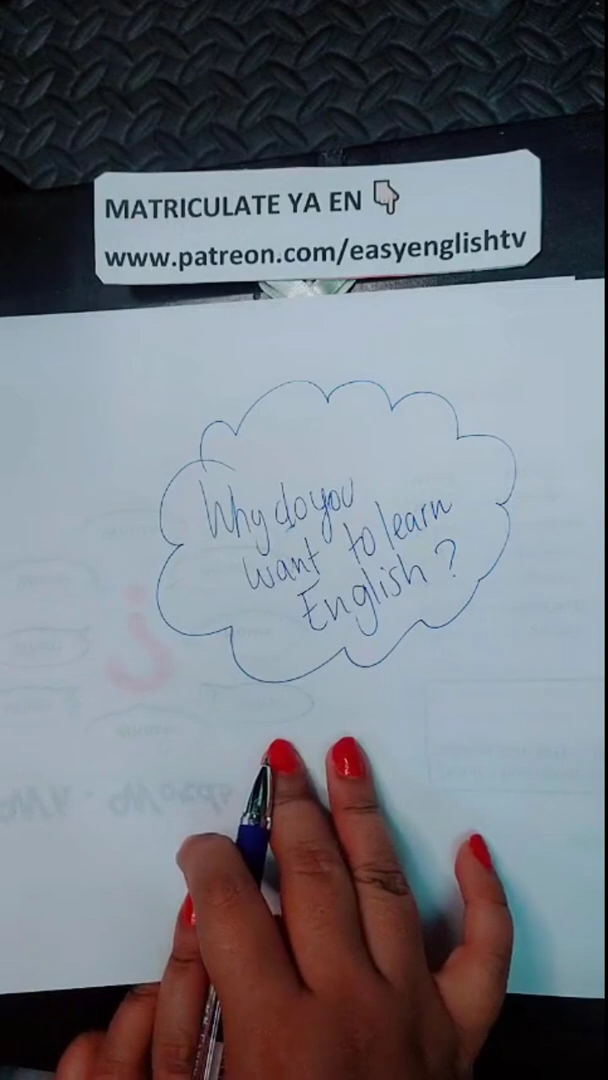 MATRICULATE YA EN
www.patreon.com/easyenglishtv
Why do you
want to learn
English?